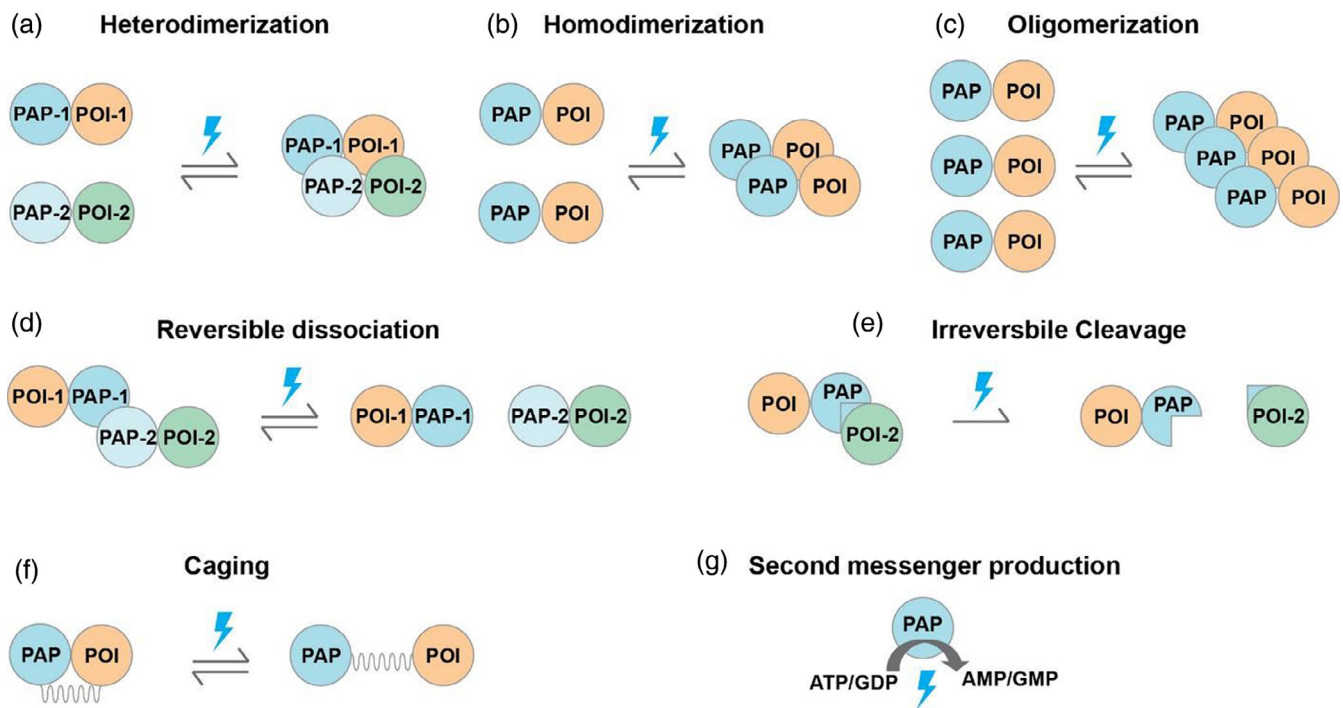 (a) Heterodimerization
PAP-1 POI-1
PAP-2 POI-2
PAP-1 POI-1
PAP-2 POI-2
(b) Homodimerization
PAP POI
PAP POI
PAP POI
PAP POI
(c) Oligomerization
PAP POI
PAP POI
PAP POI
PAP POI
PAP POI
PAP POI
(d) Reversible dissociation
POI-1 PAP-1
PAP-2 POI-2
POI-1 PAP-1 PAP-2 POI-2
(e) Irreversbile Cleavage
POI PAP
POI-2
POI PAP
POI-2
(f) Caging
PAP POI
PAP POI
(g) Second messenger production
PAP
ATP/GDP AMP/GMP